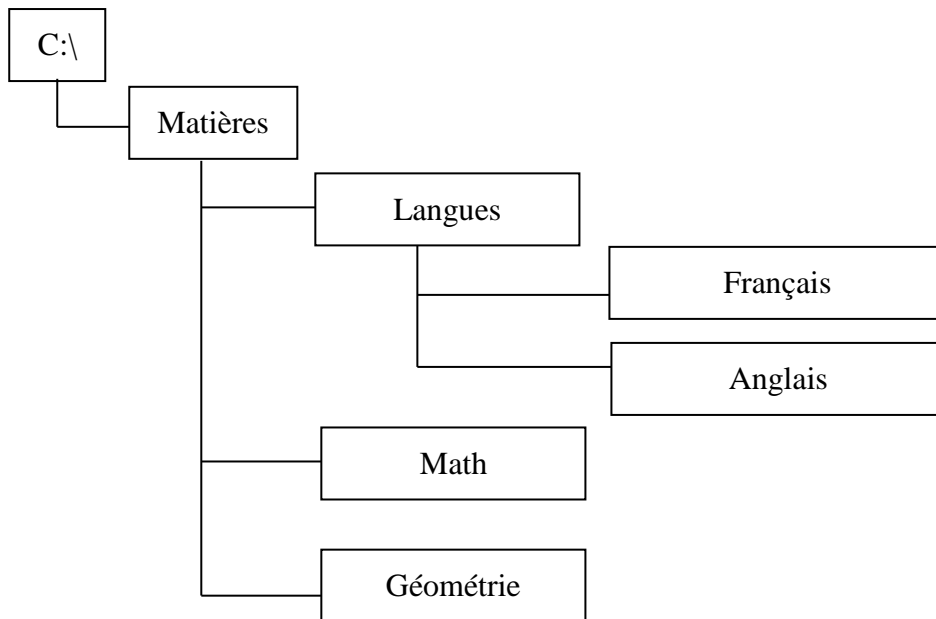 C:\
Matières
Langues
Français
Anglais
Math
Géométrie